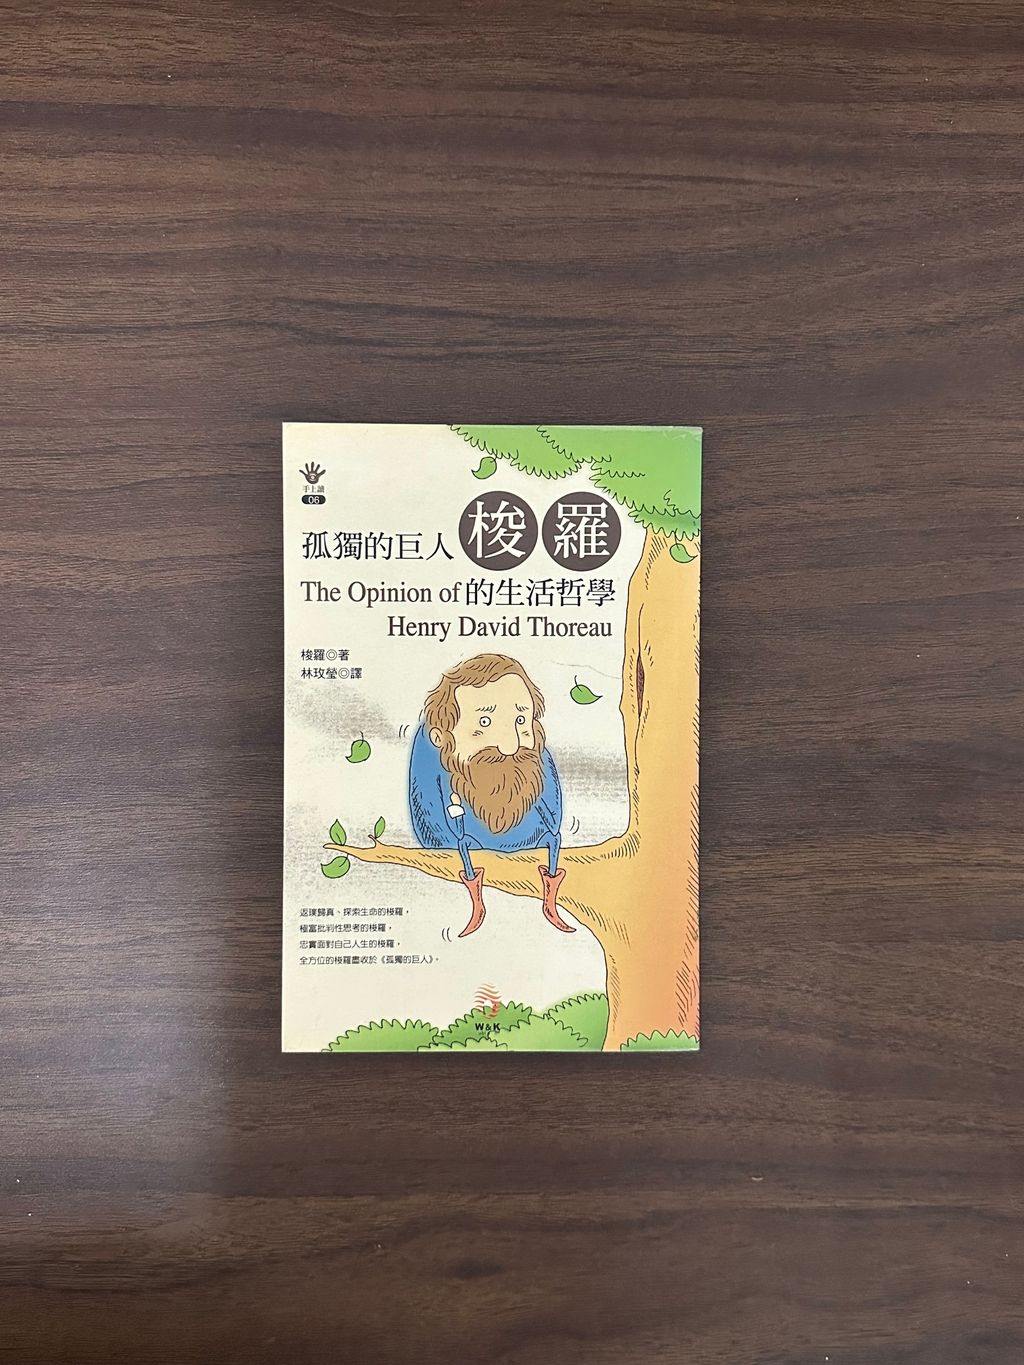 手上讀
06
孤獨的巨人梭羅
The Opinion of 的生活哲學
Henry David Thoreau
梭羅◎著
林玫瑩◎譯
返璞歸真、探索生命的梭羅，
極富批判性思考的梭羅，
忠實面對自己人生的梭羅，
全方位的梭羅盡收於《孤獨的巨人》。
W&K